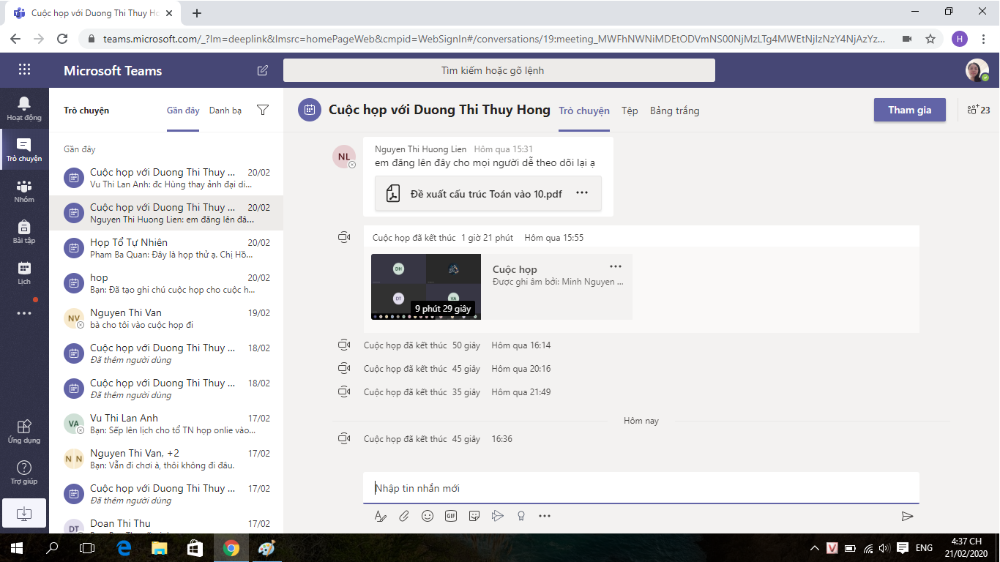 Cuộc họp với Duong Thi Thuy Ho
teams.microsoft.com/_?lm=deeplink&lmsrc=homePageWeb&cmpid=WebSignIn#/conversations/19:meeting_MWFhNWNiMDEtODVmNS00NjMzLTg4MWEtNjIzNzY4NjAzYz...
H
Microsoft Teams
Tìm kiếm hoặc gõ lệnh
Hoạt động
Trò chuyện
Nhóm
Bài tập
Lịch
Ứng dụng
Trợ giúp
Trò chuyện
Gần đây
Danh bạ
Gần đây
Cuộc họp với Duong Thi Thuy ... 20/02
Vu Thi Lan Anh: đc Hùng thay ảnh đại di...
Cuộc họp với Duong Thi Thuy ... 20/02
Nguyen Thi Huong Lien: em đăng lên đâ...
Họp Tổ Tự Nhiên 20/02
Pham Ba Quan: Đây là họp thử ạ. Chị Hồ...
hop 20/02
Bạn: Đã tạo ghi chú cuộc họp cho cuộc h...
NV
Nguyen Thi Van 19/02
bà cho tôi vào cuộc họp đi
Cuộc họp với Duong Thi Thuy ... 18/02
Đã thêm người dùng
Cuộc họp với Duong Thi Thuy ... 18/02
Đã thêm người dùng
VA
Vu Thi Lan Anh 17/02
Bạn: Sếp lên lịch cho tổ TN họp onlie vào...
N N
Nguyen Thi Van, +2 17/02
Bạn: Vẫn đi chơi à, thôi không đi đâu.
Cuộc họp với Duong Thi Thuy ... 17/02
Đã thêm người dùng
DT
Doan Thi Thu 17/02
Cuộc họp với Duong Thi Thuy Hong
Trò chuyện
Tệp
Bảng trắng
Tham gia
23
NL
Nguyen Thi Huong Lien Hôm qua 15:31
em đăng lên đây cho mọi người dễ theo dõi lại ạ
Đề xuất cấu trúc Toán vào 10.pdf
Cuộc họp đã kết thúc 1 giờ 21 phút Hôm qua 15:55
DH
DT
VA
9 phút 29 giây
Cuộc họp
Được ghi âm bởi: Minh Nguyen ...
Cuộc họp đã kết thúc 50 giây Hôm qua 16:14
Cuộc họp đã kết thúc 45 giây Hôm qua 20:16
Cuộc họp đã kết thúc 35 giây Hôm qua 21:49
Hôm nay
Cuộc họp đã kết thúc 45 giây 16:36
Nhập tin nhắn mới
GIF
V
ENG
4:37 CH
21/02/2020